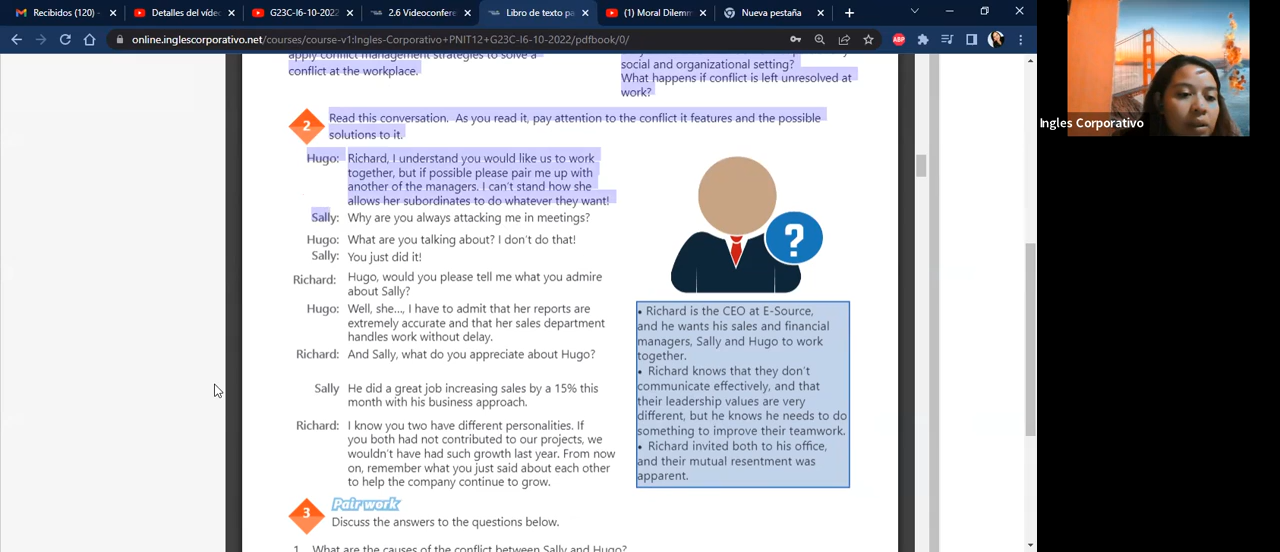 Recibidos (120) -
Detalles del víde
G23C-I6-10-2022
2.6 Videoconfere
Libro de texto pa
(1) Moral Dilemm
Nueva pestaña
online.inglescorporativo.net/courses/course-v1:Ingles-Corporativo+PNIT12+G23C-I6-10-2022/pdfbook/0/
apply conflict management strategies to solve a
conflict at the workplace.
social and organizational setting?
What happens if conflict is left unresolved at
work?
2
Read this conversation. As you read it, pay attention to the conflict it features and the possible
solutions to it.
Hugo: Richard, I understand you would like us to work
together, but if possible please pair me up with
another of the managers. I can't stand how she
allows her subordinates to do whatever they want!
Sally: Why are you always attacking me in meetings?
Hugo: What are you talking about? I don't do that!
Sally: You just did it!
Richard: Hugo, would you please tell me what you admire
about Sally?
Hugo: Well, she..., I have to admit that her reports are
extremely accurate and that her sales department
handles work without delay.
Richard: And Sally, what do you appreciate about Hugo?
Sally He did a great job increasing sales by a 15% this
month with his business approach.
Richard: I know you two have different personalities. If
you both had not contributed to our projects, we
wouldn't have had such growth last year. From now
on, remember what you just said about each other
to help the company continue to grow.
?
• Richard is the CEO at E-Source,
and he wants his sales and financial
managers, Sally and Hugo to work
together.
• Richard knows that they don't
communicate effectively, and that
their leadership values are very
different, but he knows he needs to do
something to improve their teamwork.
• Richard invited both to his office,
and their mutual resentment was
apparent.
3
Pair work
Discuss the answers to the questions below.
1. What are the causes of the conflict between Sally and Hugo?
Ingles Corporativo